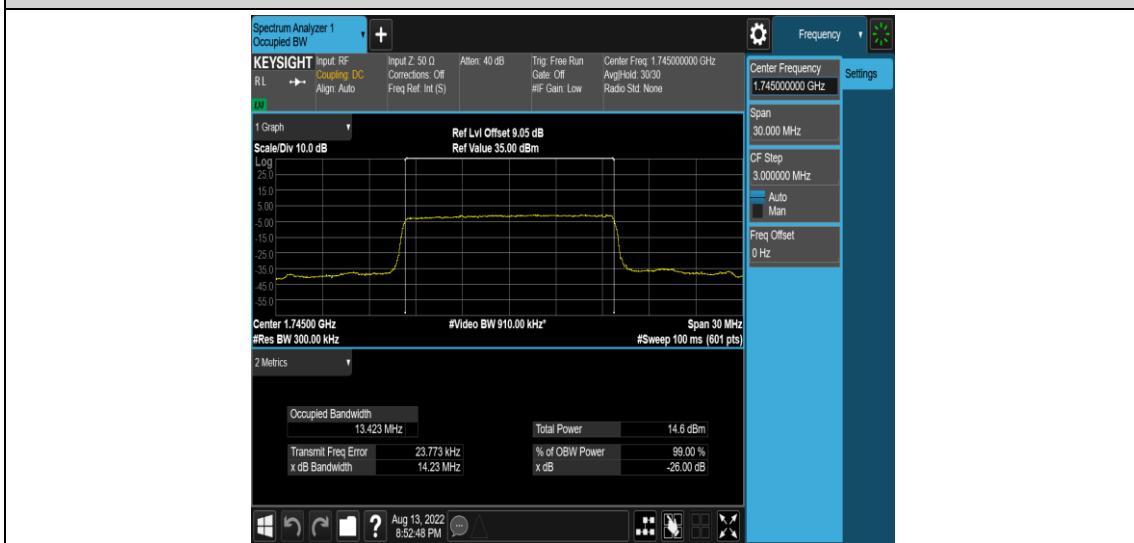 Spectrum Analyzer 1
Occupied BW
Frequency
KEYSIGHT Input: RF Input Z: 50 Ω Atten: 40 dB Trig: Free Run Center Freq: 1.745000000 GHz
RL Coupling: DC Corrections: Off Gate: Off Avg|Hold: 30/30
Align: Auto Freq Ref: Int (S) #IF Gain: Low Radio Std: None
LXI
Center Frequency
1.745000000 GHz
Settings
Span
30.000 MHz
CF Step
3.000000 MHz
Auto
Man
Freq Offset
0 Hz
1 Graph
Ref Lvl Offset 9.05 dB
Scale/Div 10.0 dB Ref Value 35.00 dBm
Log
25.0
15.0
5.00
-5.00
-15.0
-25.0
-35.0
-45.0
-55.0
Center 1.74500 GHz #Video BW 910.00 kHz* Span 30 MHz
#Res BW 300.00 kHz #Sweep 100 ms (601 pts)
2 Metrics
Occupied Bandwidth
13.423 MHz Total Power 14.6 dBm
Transmit Freq Error 23.773 kHz % of OBW Power 99.00 %
x dB Bandwidth 14.23 MHz x dB -26.00 dB
Aug 13, 2022
8:52:48 PM